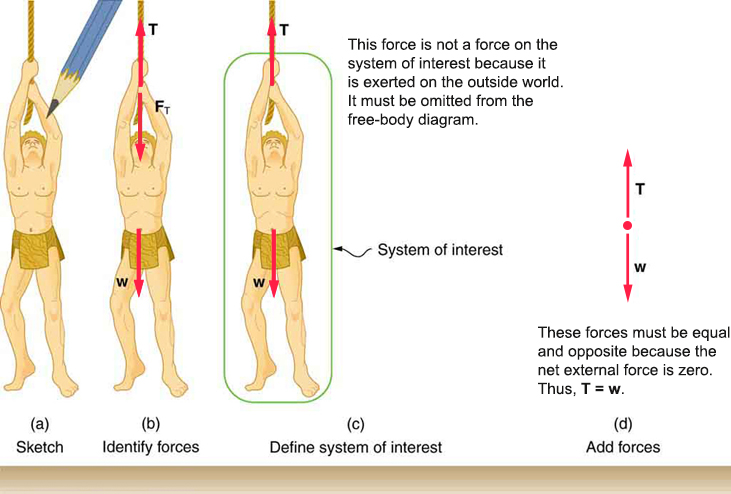 T
F_T
w
(a)
Sketch
(b)
Identify forces
T
w
This force is not a force on the
system of interest because it
is exerted on the outside world.
It must be omitted from the
free-body diagram.
System of interest
(c)
Define system of interest
T
w
These forces must be equal
and opposite because the
net external force is zero.
Thus, T = w.
(d)
Add forces